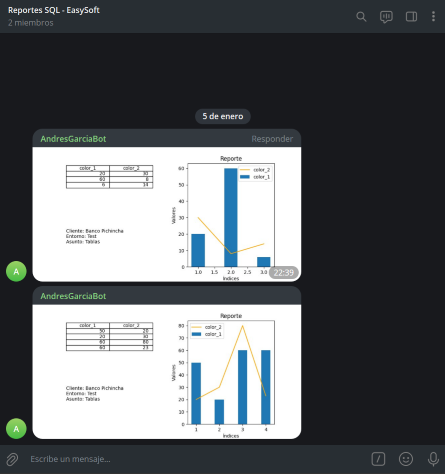 Reportes SQL - EasySoft
2 miembros
5 de enero
AndresGarciaBot Responder
color_1 color_2
20 30
60 8
6 14
Cliente: Banco Pichincha
Entorno: Test
Asunto: Tablas
Reporte
color_2
color_1
Valores
60
50
40
30
20
10
0
1.0 1.5 2.0 2.5 3.0
Indices
22:39
AndresGarciaBot
color_1 color_2
50 20
20 30
60 80
60 23
Cliente: Banco Pichincha
Entorno: Test
Asunto: Tablas
Reporte
color_2
color_1
Valores
80
70
60
50
40
30
20
10
0
1 2 3 4
Indices
A
A
Escribe un mensaje...